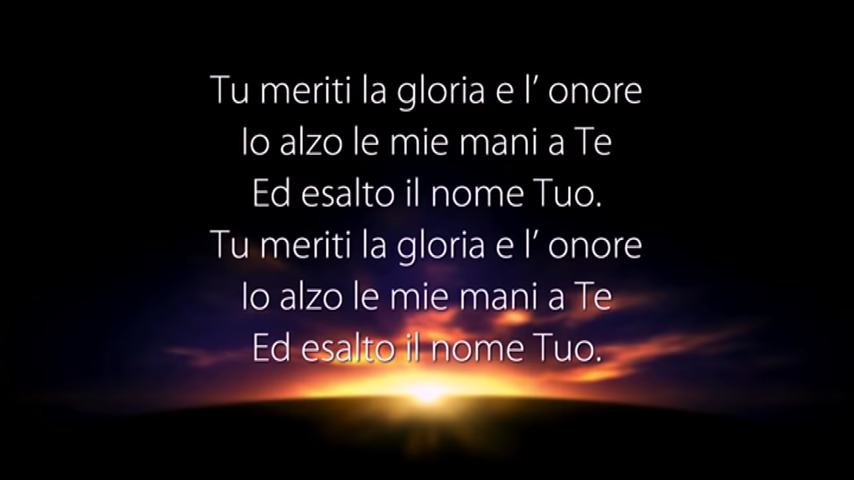 Tu meriti la gloria e l’ onore
Io alzo le mie mani a Te
Ed esalto il nome Tuo.
Tu meriti la gloria e l’ onore
Io alzo le mie mani a Te
Ed esalto il nome Tuo.